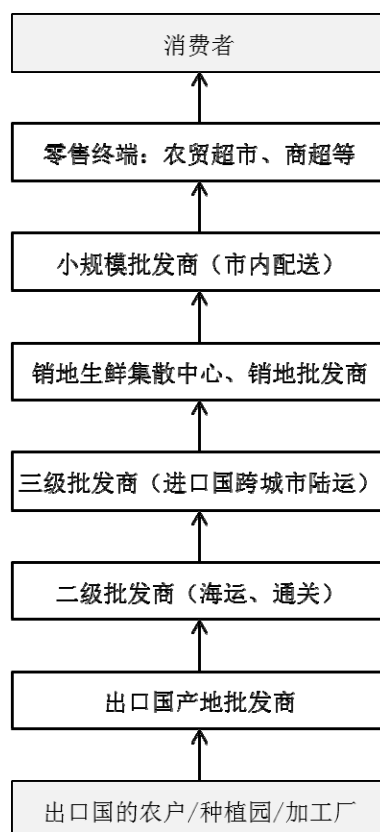 消费者
零售终端：农贸超市、商超等
小规模批发商（市内配送）
销地生鲜集散中心、销地批发商
三级批发商（进口国跨城市陆运）
二级批发商（海运、通关）
出口国产地批发商
出口国的农户/种植园/加工厂